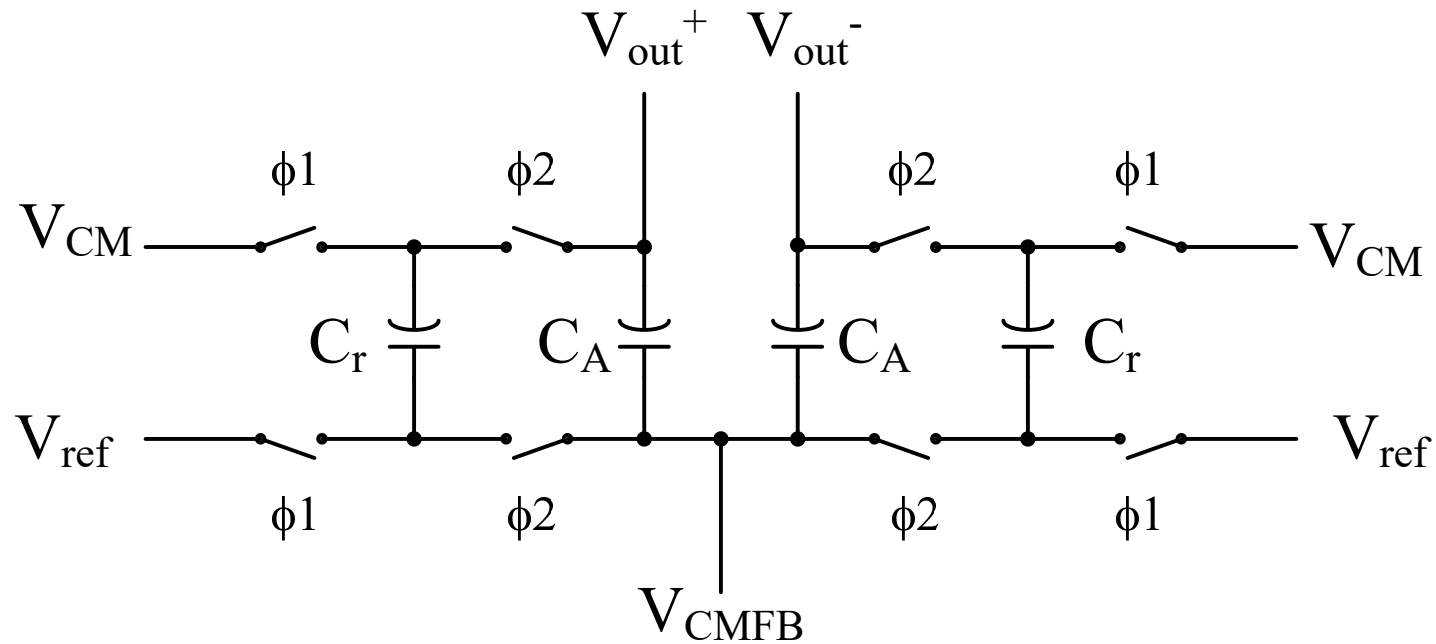 Vout+ Vout-
ϕ1 ϕ2 ϕ2 ϕ1
VCM VCM
Cr CA CA Cr
Vref Vref
ϕ1 ϕ2 ϕ2 ϕ1
VCMFB